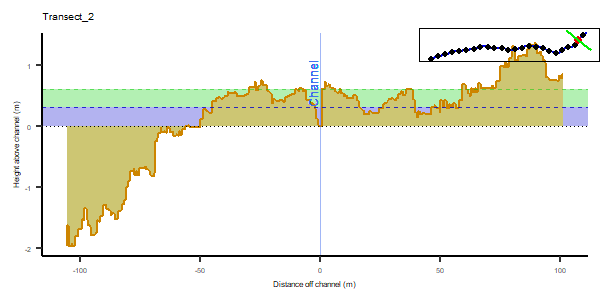 Transect_2
Channel
Height above channel (m)
1
0
-1
-2
-100
-50
0
50
100
Distance off channel (m)